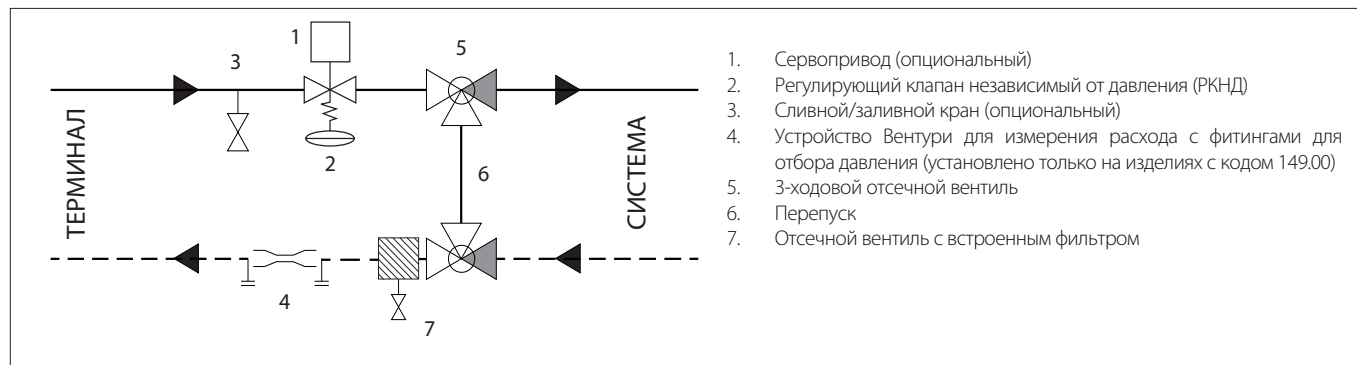 1
3
5
2
6
4
7
ТЕРМИНАЛ
СИСТЕМА
1. Сервопривод (опциональный)
2. Регулирующий клапан независимый от давления (РКНД)
3. Сливной/заливной кран (опциональный)
4. Устройство Вентури для измерения расхода с фитингами для
отбора давления (установлено только на изделиях с кодом 149.00)
5. 3-ходовой отсечной вентиль
6. Перепуск
7. Отсечной вентиль с встроенным фильтром